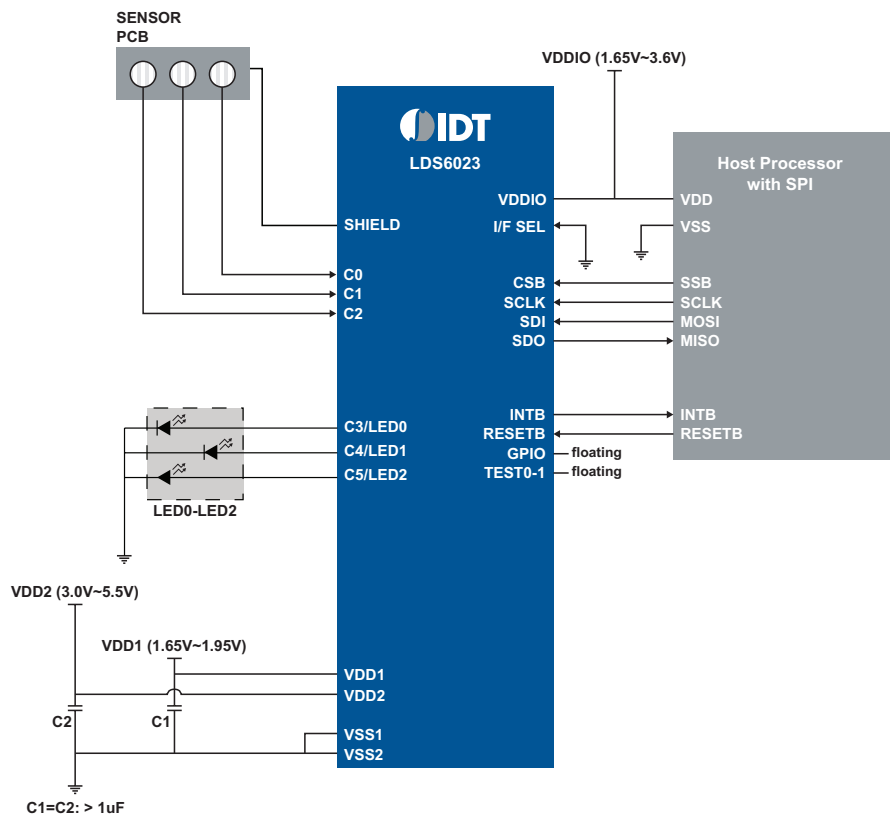 SENSOR
PCB
VDDIO (1.65V~3.6V)
IDT
LDS6023
Host Processor
with SPI
VDDIO
VDD
SHIELD
I/F SEL
VSS
C0
C1
C2
CSB
SSB
SCLK
SCLK
SDI
MOSI
SDO
MISO
C3/LED0
C4/LED1
C5/LED2
INTB
INTB
RESETB
RESETB
GPIO
floating
TEST0-1
floating
LED0-LED2
VDD2 (3.0V~5.5V)
VDD1 (1.65V~1.95V)
VDD1
VDD2
C2
C1
VSS1
VSS2
C1=C2: > 1uF